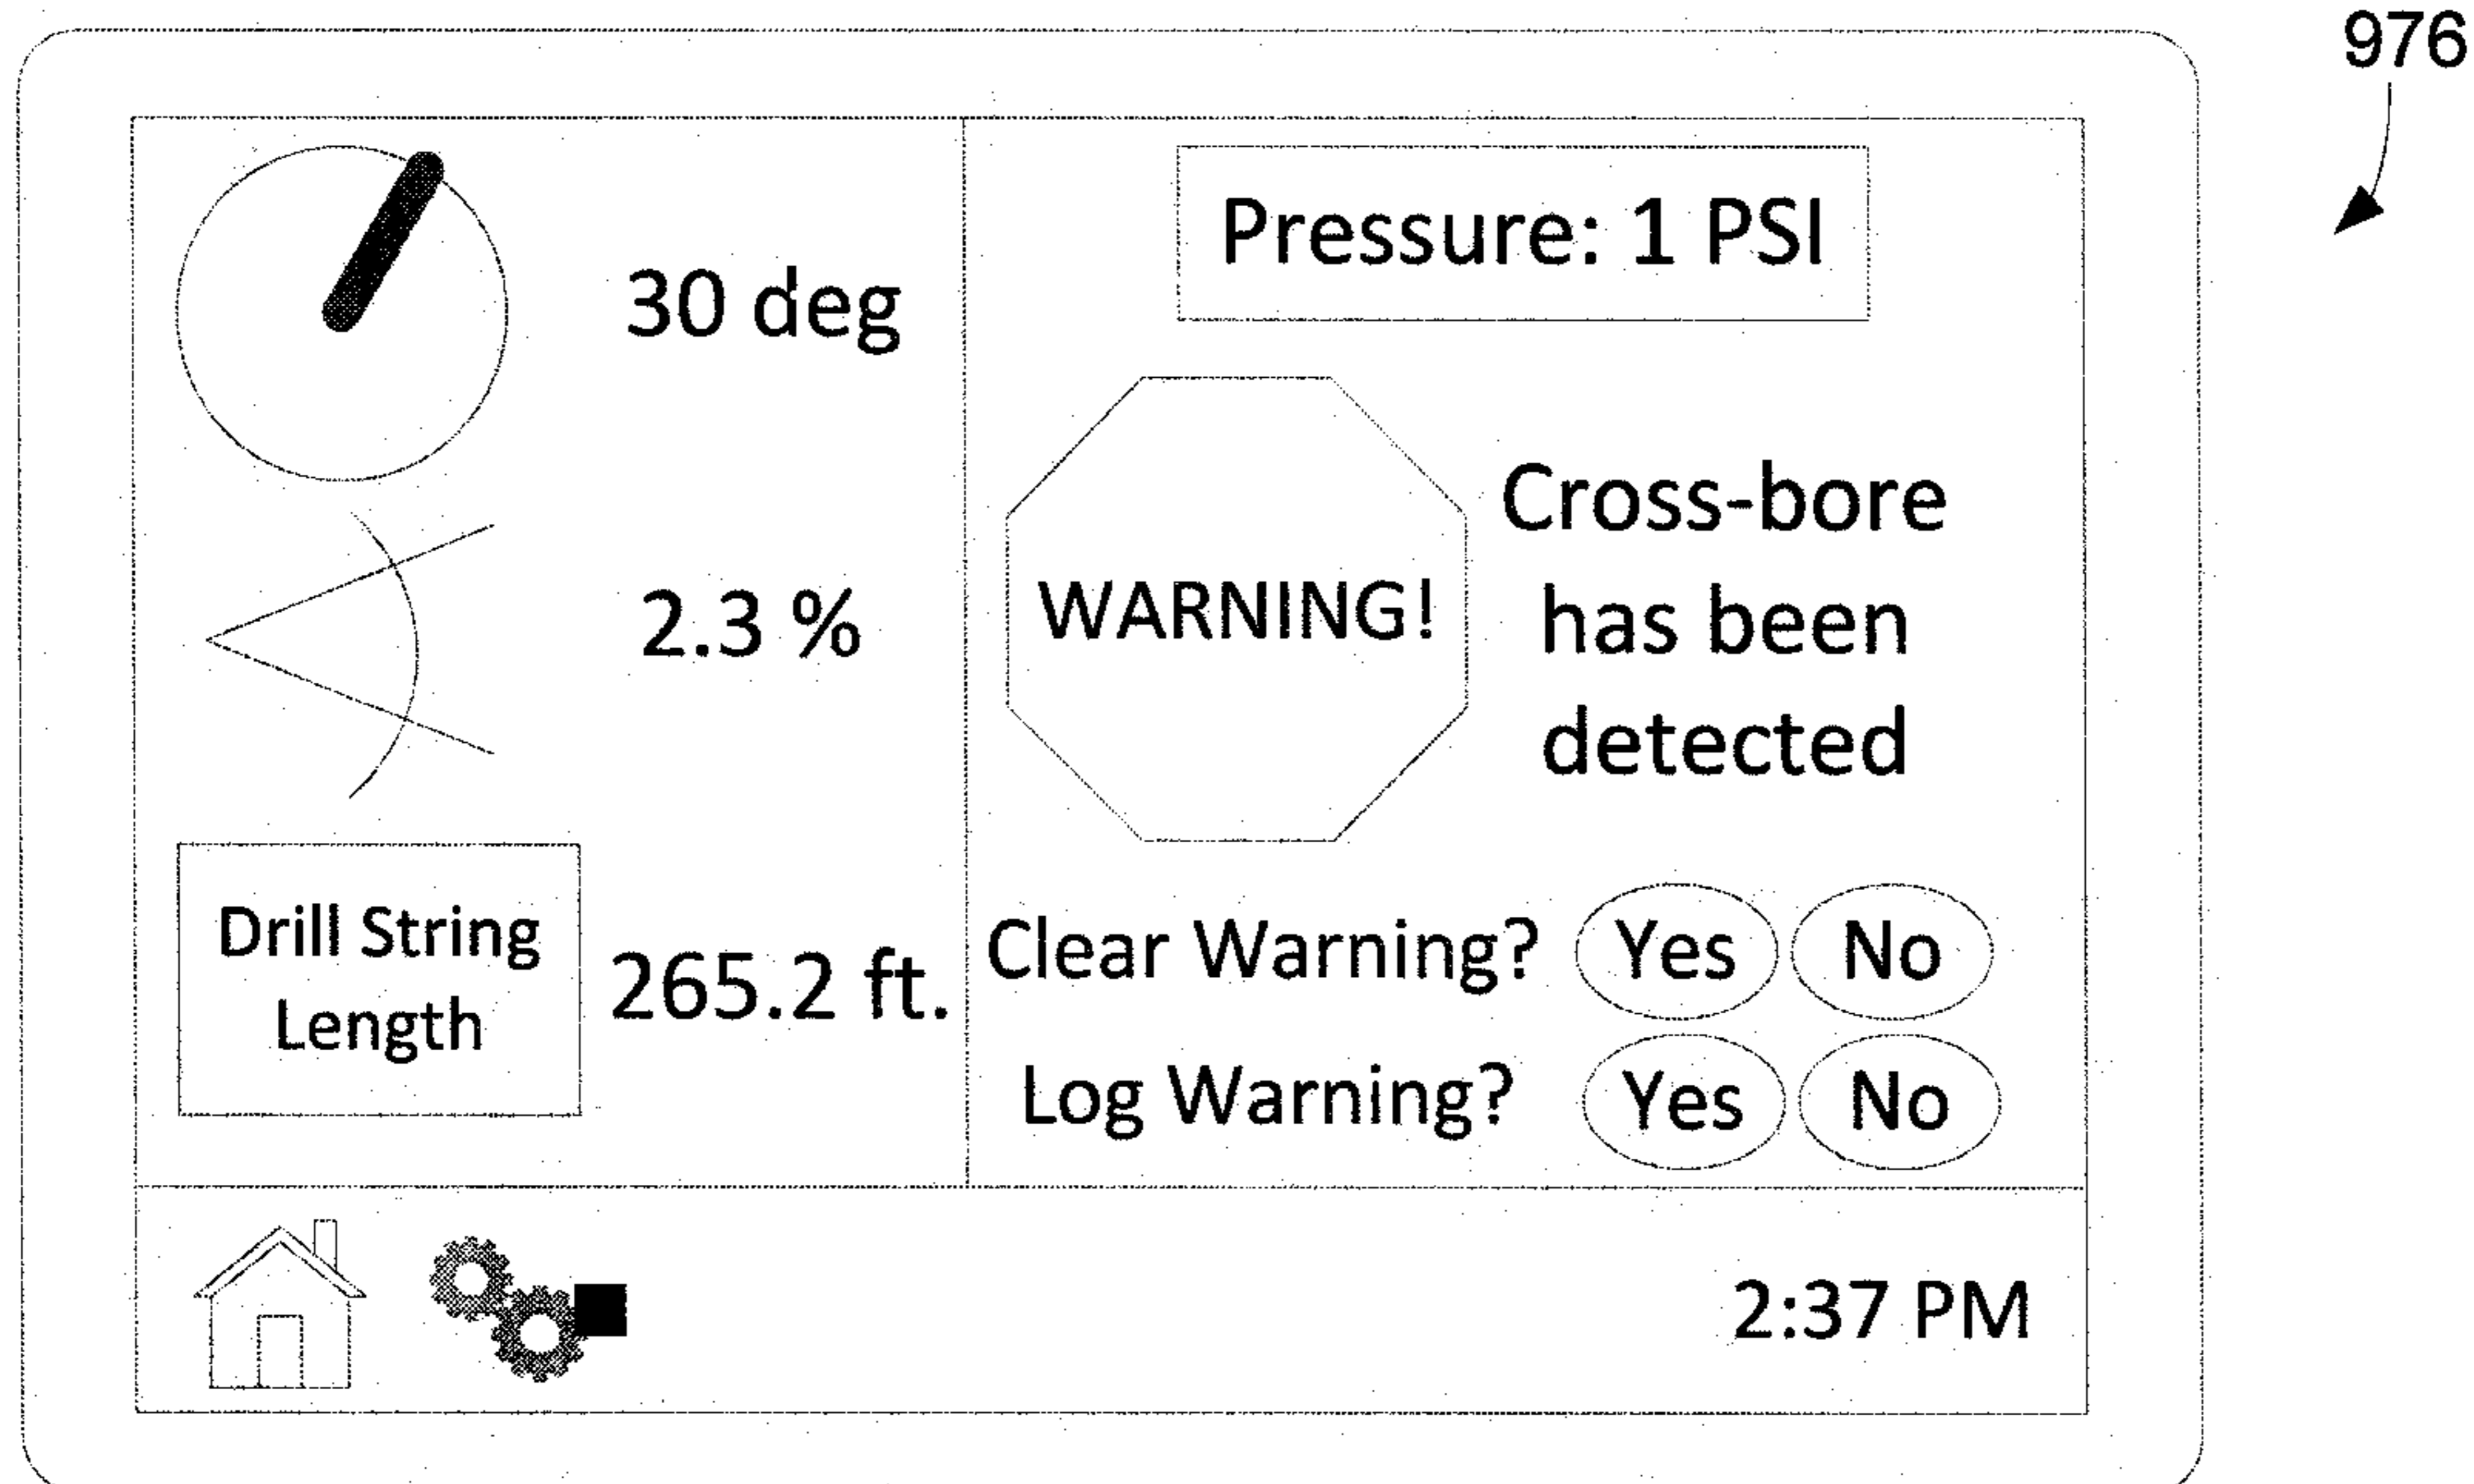 976
30 deg
2.3 %
Drill String
Length
265.2 ft.
Pressure: 1 PSI
WARNING!
Cross-bore
has been
detected
Clear Warning? Yes No
Log Warning? Yes No
2:37 PM